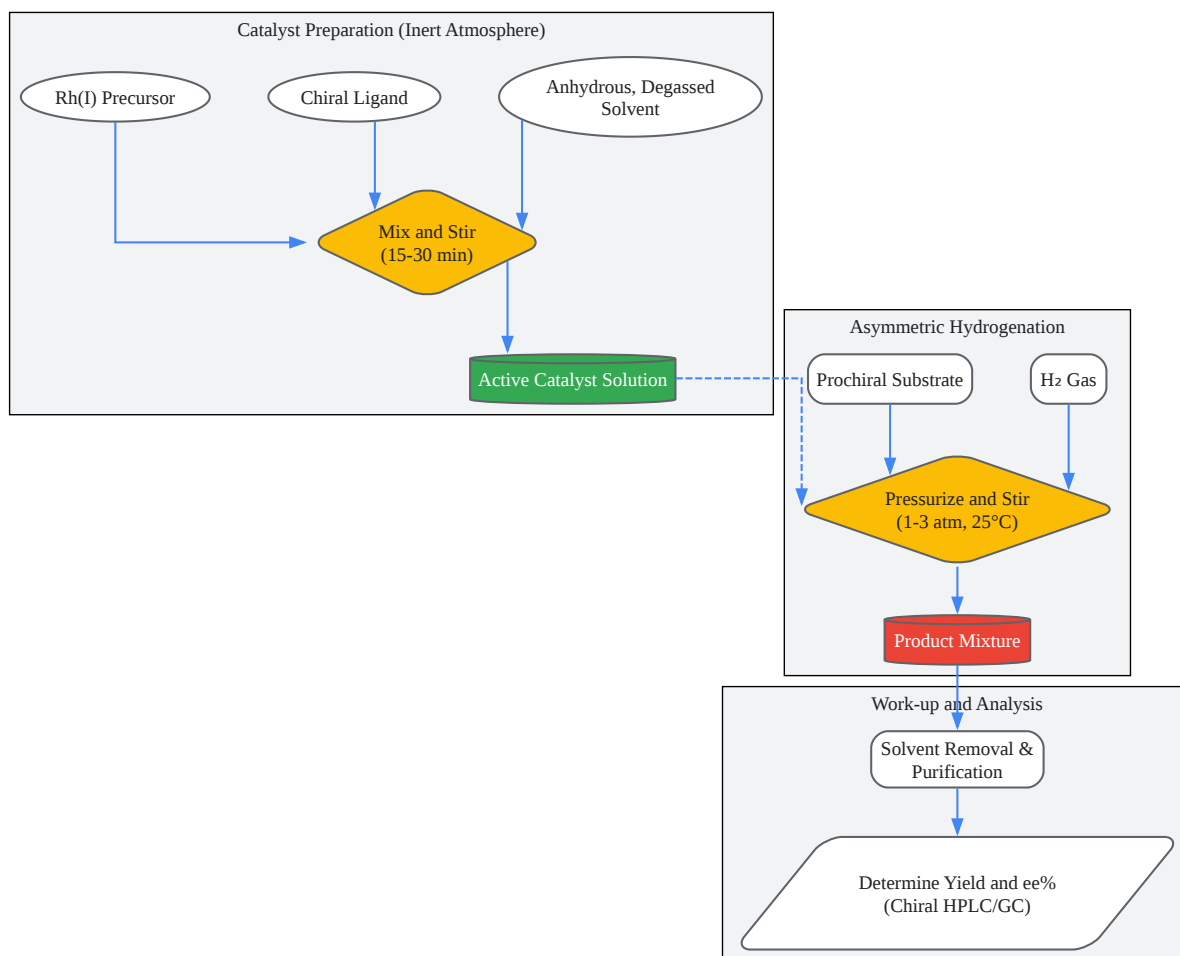 Catalyst Preparation (Inert Atmosphere)
Rh(I) Precursor
Chiral Ligand
Anhydrous, Degassed
Solvent
Mix and Stir
(15-30 min)
Active Catalyst Solution
Asymmetric Hydrogenation
Prochiral Substrate
H₂ Gas
Pressurize and Stir
(1-3 atm, 25°C)
Product Mixture
Work-up and Analysis
Solvent Removal &
Purification
Determine Yield and ee%
(Chiral HPLC/GC)